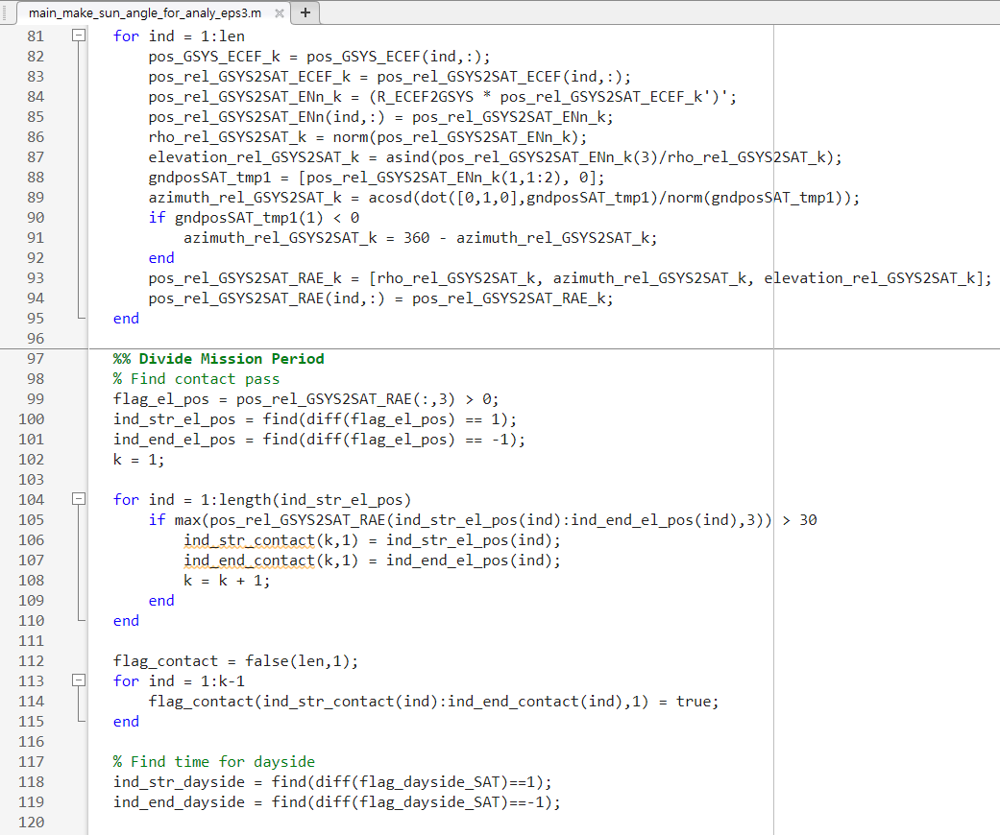 main_make_sun_angle_for_analy_eps3.m × +
81 for ind = 1:len
82 pos_GSYS_ECEF_k = pos_GSYS_ECEF(ind,:);
83 pos_rel_GSYS2SAT_ECEF_k = pos_rel_GSYS2SAT_ECEF(ind,:);
84 pos_rel_GSYS2SAT_ENn_k = (R_ECEF2GSYS * pos_rel_GSYS2SAT_ECEF_k')';
85 pos_rel_GSYS2SAT_ENn(ind,:) = pos_rel_GSYS2SAT_ENn_k;
86 rho_rel_GSYS2SAT_k = norm(pos_rel_GSYS2SAT_ENn_k);
87 elevation_rel_GSYS2SAT_k = asind(pos_rel_GSYS2SAT_ENn_k(3)/rho_rel_GSYS2SAT_k);
88 gndposSAT_tmp1 = [pos_rel_GSYS2SAT_ENn_k(1,1:2), 0];
89 azimuth_rel_GSYS2SAT_k = acosd(dot([0,1,0],gndposSAT_tmp1)/norm(gndposSAT_tmp1));
90 if gndposSAT_tmp1(1) < 0
91 azimuth_rel_GSYS2SAT_k = 360 - azimuth_rel_GSYS2SAT_k;
92 end
93 pos_rel_GSYS2SAT_RAE_k = [rho_rel_GSYS2SAT_k, azimuth_rel_GSYS2SAT_k, elevation_rel_GSYS2SAT_k];
94 pos_rel_GSYS2SAT_RAE(ind,:) = pos_rel_GSYS2SAT_RAE_k;
95 end
96
97 %% Divide Mission Period
98 % Find contact pass
99 flag_el_pos = pos_rel_GSYS2SAT_RAE(:,3) > 0;
100 ind_str_el_pos = find(diff(flag_el_pos) == 1);
101 ind_end_el_pos = find(diff(flag_el_pos) == -1);
102 k = 1;
103
104 for ind = 1:length(ind_str_el_pos)
105 if max(pos_rel_GSYS2SAT_RAE(ind_str_el_pos(ind):ind_end_el_pos(ind),3)) > 30
106 ind_str_contact(k,1) = ind_str_el_pos(ind);
107 ind_end_contact(k,1) = ind_end_el_pos(ind);
108 k = k + 1;
109 end
110 end
111
112 flag_contact = false(len,1);
113 for ind = 1:k-1
114 flag_contact(ind_str_contact(ind):ind_end_contact(ind),1) = true;
115 end
116
117 % Find time for dayside
118 ind_str_dayside = find(diff(flag_dayside_SAT)==1);
119 ind_end_dayside = find(diff(flag_dayside_SAT)==-1);
120